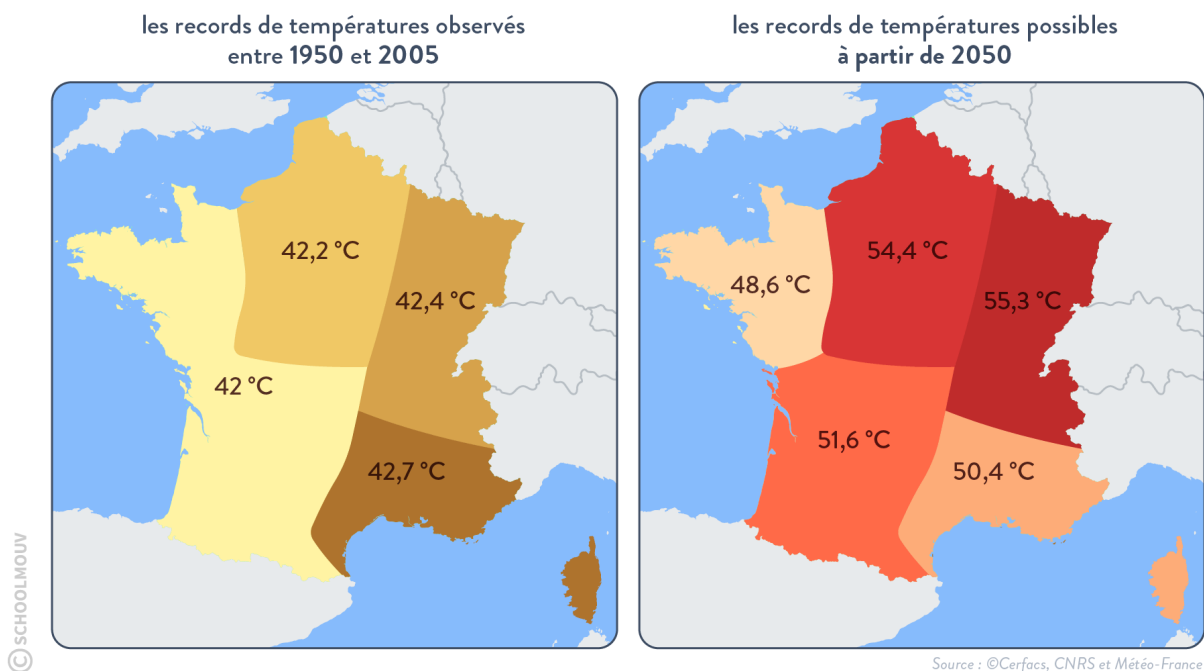 les records de températures observés
entre 1950 et 2005
42,2 °C
42,4 °C
42 °C
42,7 °C
les records de températures possibles
à partir de 2050
54,4 °C
48,6 °C
55,3 °C
51,6 °C
50,4 °C
© SCHOOLMOUV
Source : ©Cerfacs, CNRS et Météo-France